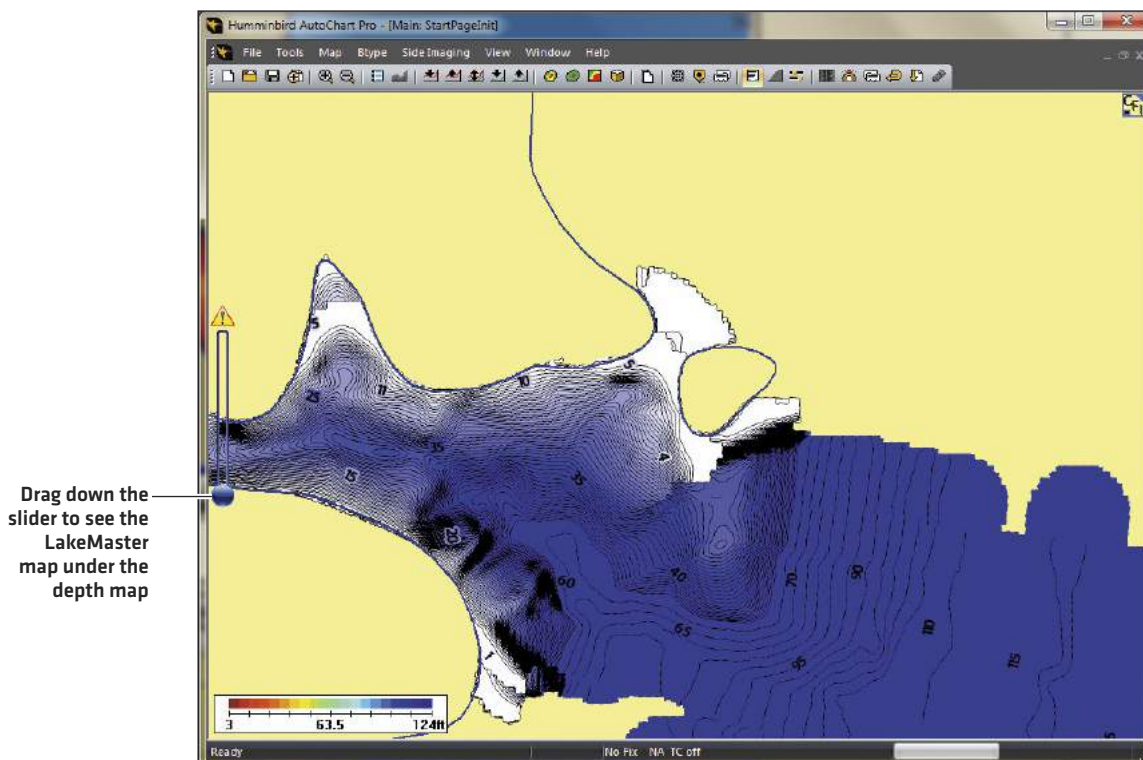 Humminbird AutoChart Pro - [Main: StartPageInit]
File Tools Map Btype Side Imaging View Window Help
5
5
11
10
25
35
4
15
35
20
60
40
70
90
65
110
1
95
115
Drag down the
slider to see the
LakeMaster
map under the
depth map
3 63.5 124ft
Ready No Fix NA TC off